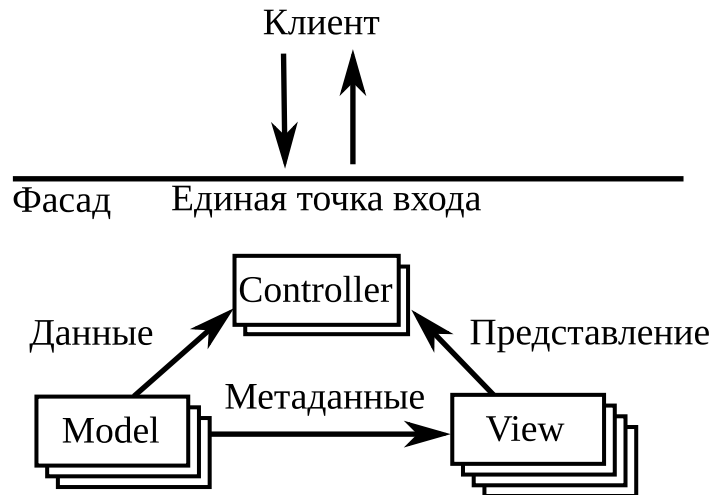 Клиент
Фасад
Единая точка входа
Controller
Данные
Представление
Метаданные
Model
View